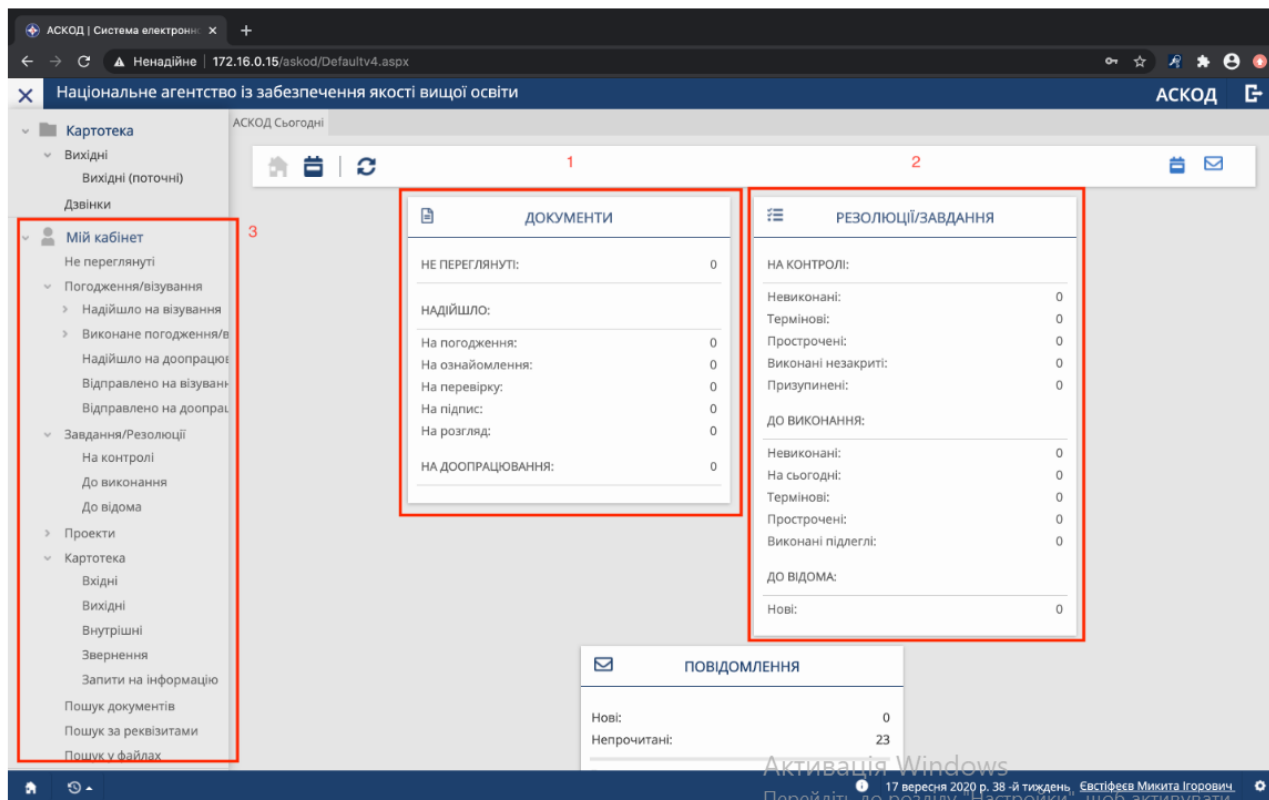 АСКОД | Система електронн
Ненадійне | 172.16.0.15/askod/Defaultv4.aspx
Національне агентство із забезпечення якості вищої освіти
АСКОД
Картотека
Вихідні
Вихідні (поточні)
Дзвінки
3
Мій кабінет
Не переглянуті
Погодження/візування
Надійшло на візування
Виконане погодження/в
Надійшло на доопрацюв
Відправлено на візуванн
Відправлено на доопрац
Завдання/Резолюції
На контролі
До виконання
До відома
Проекти
Картотека
Вхідні
Вихідні
Внутрішні
Звернення
Запити на інформацію
Пошук документів
Пошук за реквізитами
Пошук у файлах
АСКОД Сьогодні
1
2
ДОКУМЕНТИ
НЕ ПЕРЕГЛЯНУТІ: 0
НАДІЙШЛО:
На погодження: 0
На ознайомлення: 0
На перевірку: 0
На підпис: 0
На розгляд: 0
НА ДООПРАЦЮВАННЯ: 0
РЕЗОЛЮЦІЇ/ЗАВДАННЯ
НА КОНТРОЛІ:
Невиконані: 0
Термінові: 0
Прострочені: 0
Виконані незакриті: 0
Призупинені: 0
ДО ВИКОНАННЯ:
Невиконані: 0
На сьогодні: 0
Термінові: 0
Прострочені: 0
Виконані підлеглі: 0
ДО ВІДОМА:
Нові: 0
ПОВІДОМЛЕННЯ
Нові: 0
Непрочитані: 23
Активація Windows
Перейдіть до розділу "Настройки", щоб активувати
17 вересня 2020 р. 38 -й тиждень Євстіфеєв Микита Ігорович